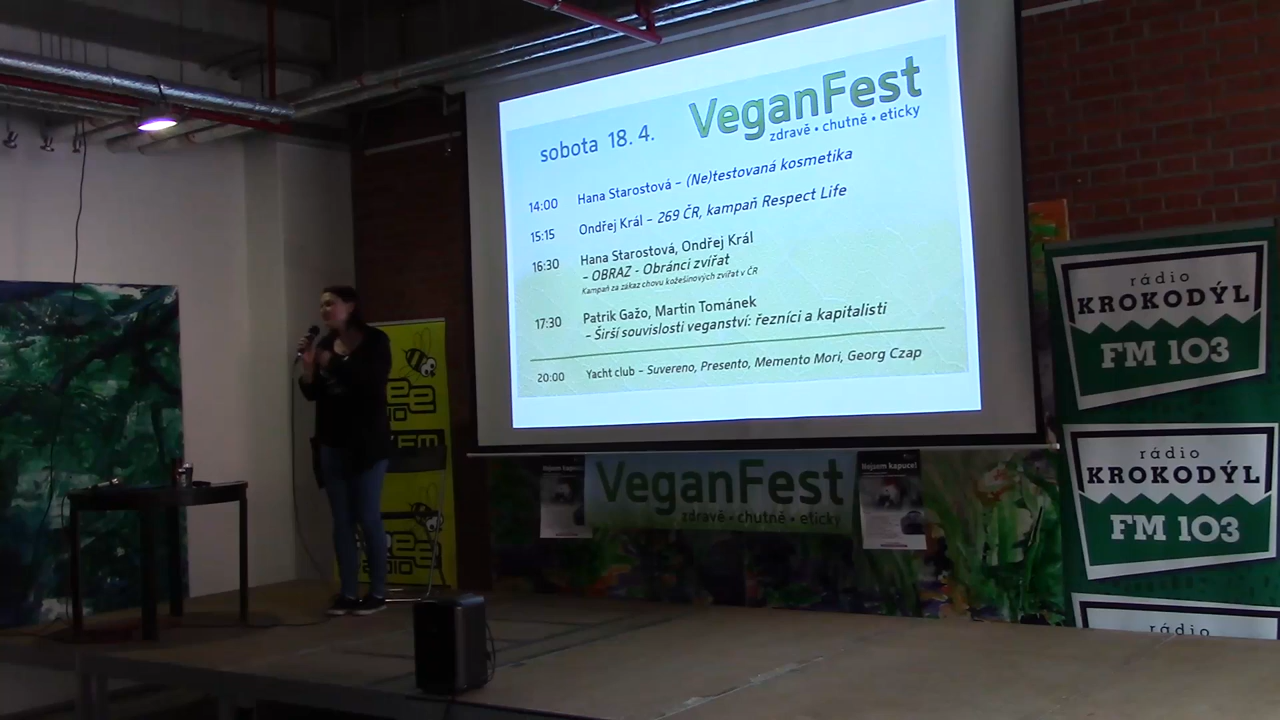 VeganFest
zdravě • chutně • eticky
sobota 18. 4.
14:00 Hana Starostová – (Ne)testovaná kosmetika
15:15 Ondřej Král – 269 ČR, kampaň Respect Life
16:30 Hana Starostová, Ondřej Král
– OBRAZ - Obránci zvířat
Kampaň za zákaz chovu kožešinových zvířat v ČR
17:30 Patrik Gažo, Martin Tománek
– Širší souvislosti veganství: řezníci a kapitalisti
20:00 Yacht club – Suvereno, Presento, Memento Mori, Georg Czap
rádio
KROKODÝL
FM 103
rádio
KROKODÝL
FM 103
rádio
FM
Nejsem kapuce!
VeganFest
zdravě • chutně • eticky